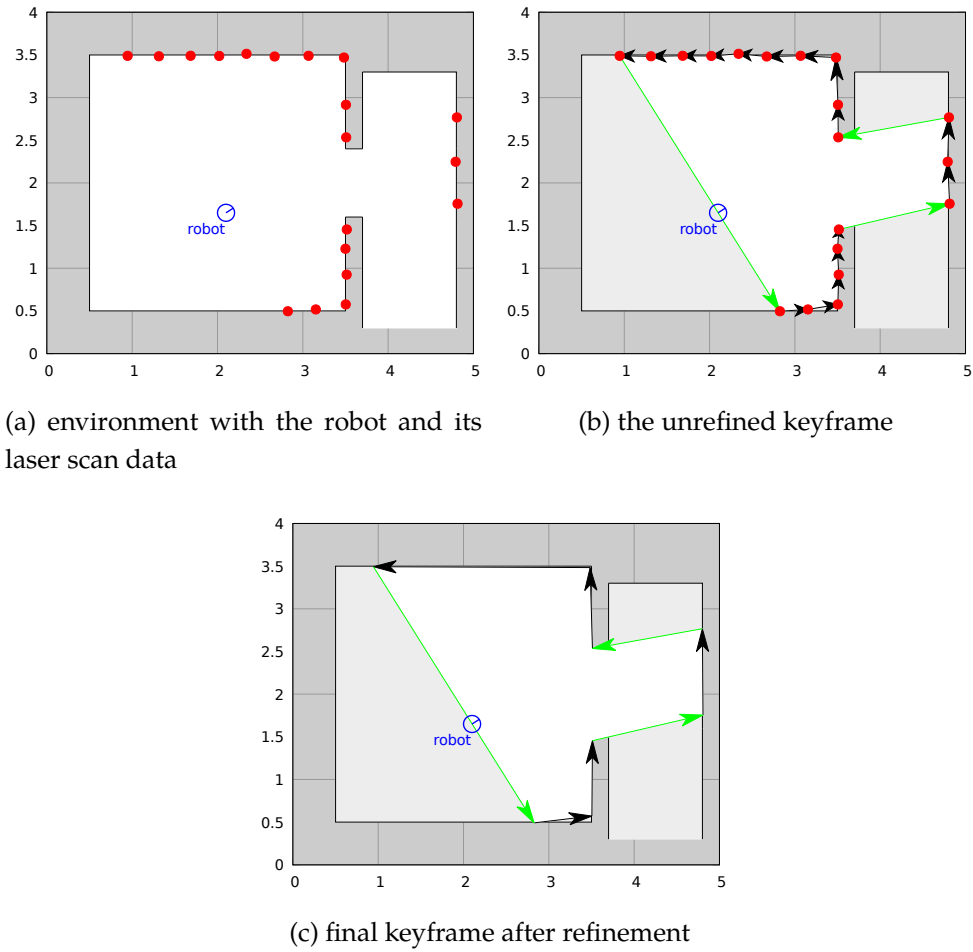 4
3.5
3
2.5
2
1.5
1
0.5
0
robot
0 1 2 3 4 5
4
3.5
3
2.5
2
1.5
1
0.5
0
robot
0 1 2 3 4 5
(a) environment with the robot and its
laser scan data
(b) the unrefined keyframe
4
3.5
3
2.5
2
1.5
1
0.5
0
robot
0 1 2 3 4 5
(c) final keyframe after refinement